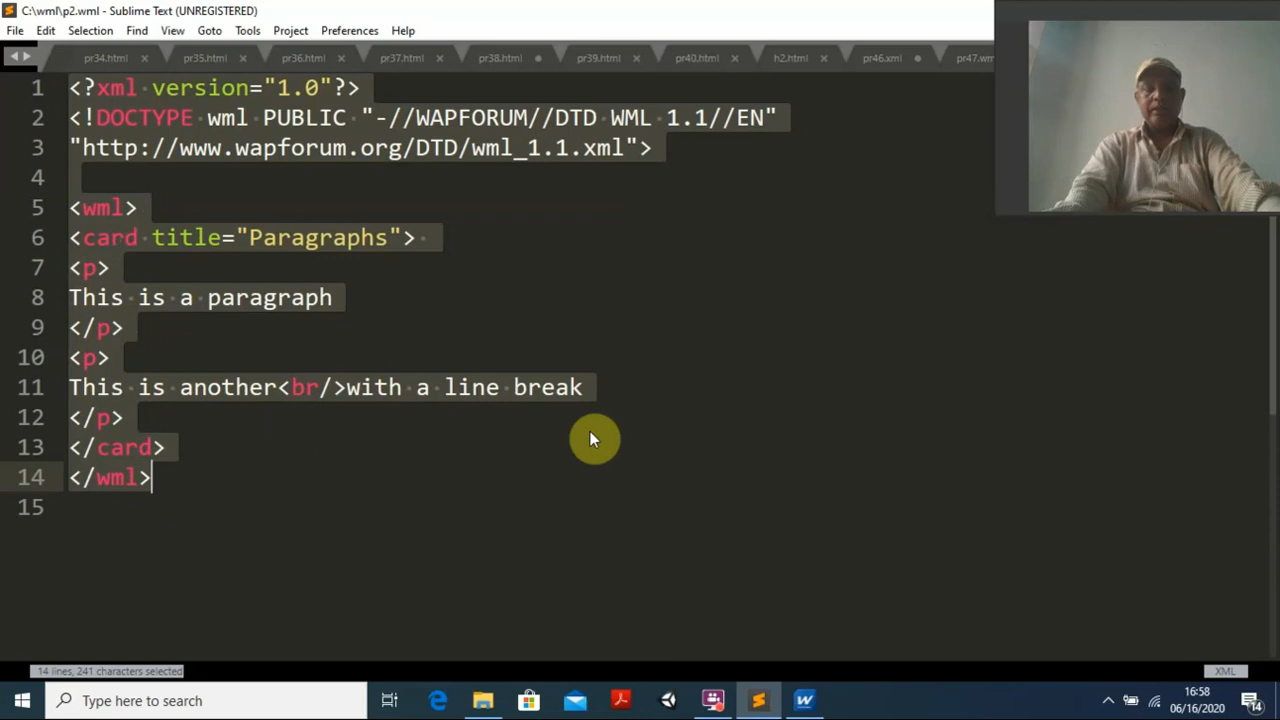 C:\wml\p2.wml - Sublime Text (UNREGISTERED)
File Edit Selection Find View Goto Tools Project Preferences Help
pr34.html pr35.html pr36.html pr37.html pr38.html pr39.html pr40.html h2.html pr46.xml pr47.wm
1 <?xml version="1.0"?>
2 <!DOCTYPE wml PUBLIC "-//WAPFORUM//DTD WML 1.1//EN"
3 "http://www.wapforum.org/DTD/wml_1.1.xml">
4
5 <wml>
6 <card title="Paragraphs">
7 <p>
8 This is a paragraph
9 </p>
10 <p>
11 This is another<br/>with a line break
12 </p>
13 </card>
14 </wml>
15
14 lines, 241 characters selected XML
Type here to search
16:58
06/16/2020
14